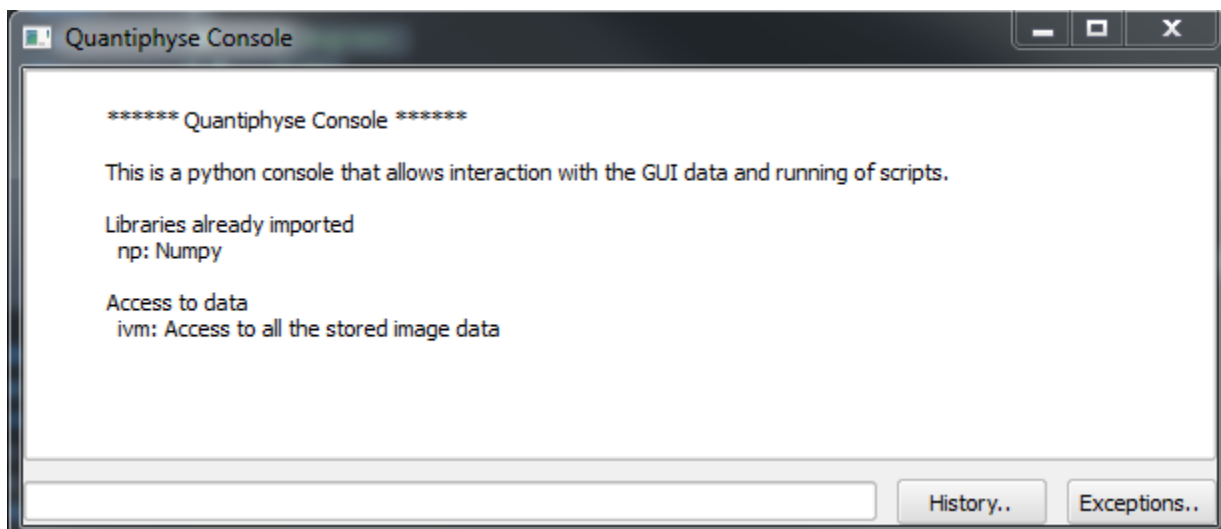 Quantiphyse Console
****** Quantiphyse Console ******
This is a python console that allows interaction with the GUI data and running of scripts.
Libraries already imported
np: Numpy
Access to data
ivm: Access to all the stored image data
History..
Exceptions..